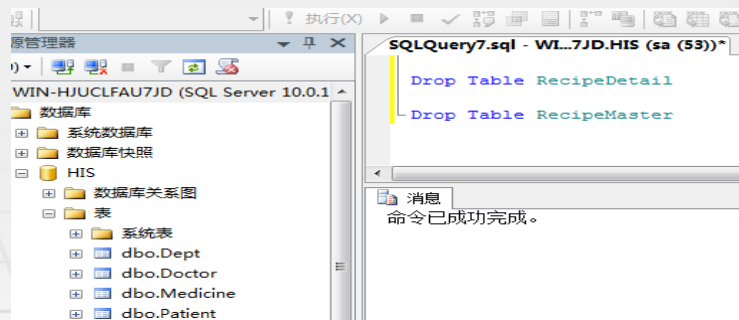 执行(X)
源管理器
SQLQuery7.sql - WI...7JD.HIS (sa (53))*
WIN-HJUCLFAU7JD (SQL Server 10.0.1
数据库
系统数据库
数据库快照
HIS
数据库关系图
表
系统表
dbo.Dept
dbo.Doctor
dbo.Medicine
dbo.Patient
Drop Table RecipeDetail
Drop Table RecipeMaster
消息
命令已成功完成。